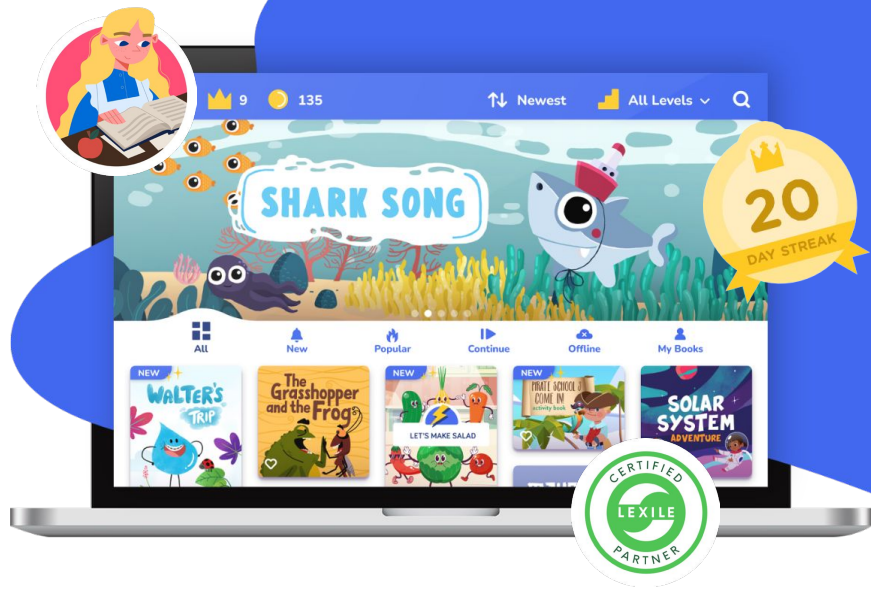 9
135
Newest
All Levels
SHARK SONG
20
DAY STREAK
All
New
Popular
Continue
Offline
My Books
NEW
WALTER'S
TRIP
The
Grasshopper
and the Frog
NEW
LET'S MAKE SALAD
NEW
PIRATE SCHOOL
COME IN
activity book
SOLAR
SYSTEM
ADVENTURE
CERTIFIED
LEXILE
PARTNER